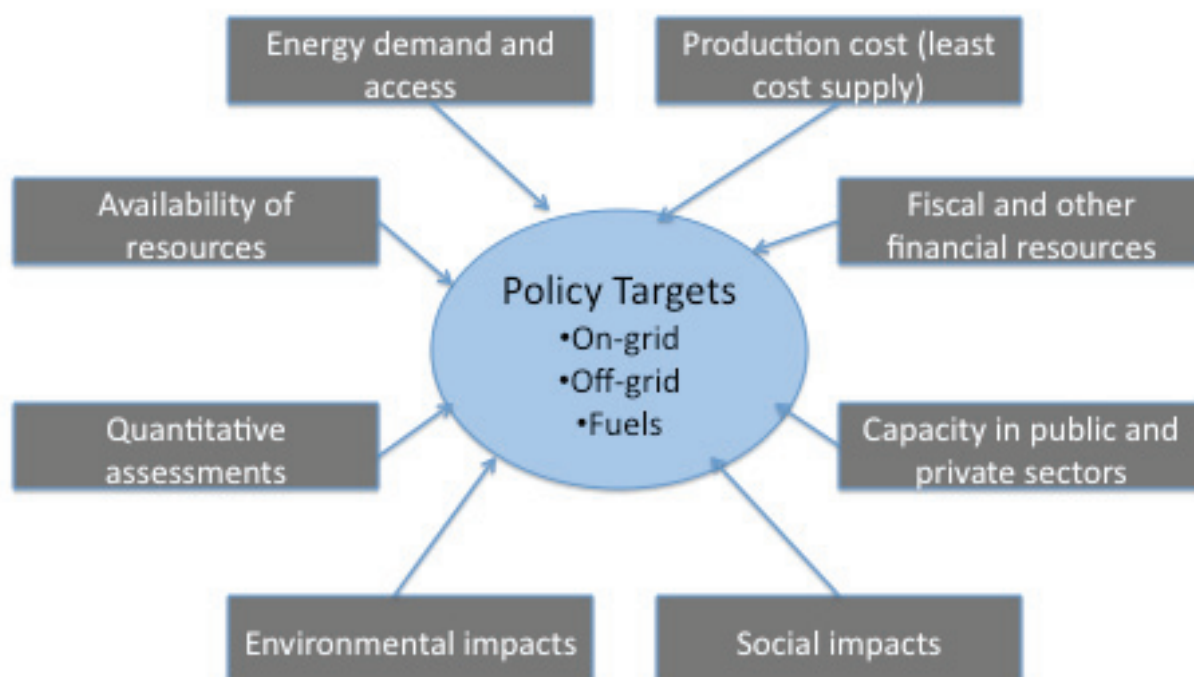 Energy demand and
access
Production cost (least
cost supply)
Availability of
resources
Fiscal and other
financial resources
Policy Targets
•On-grid
•Off-grid
•Fuels
Quantitative
assessments
Capacity in public and
private sectors
Environmental impacts
Social impacts